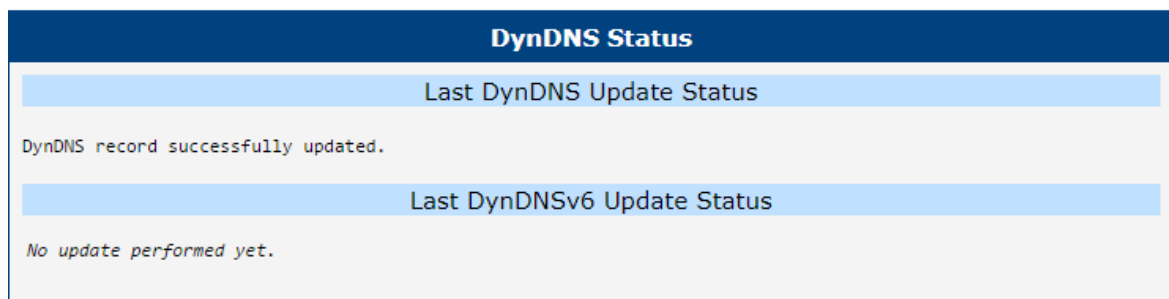 DynDNS Status
Last DynDNS Update Status
DynDNS record successfully updated.
Last DynDNSv6 Update Status
No update performed yet.